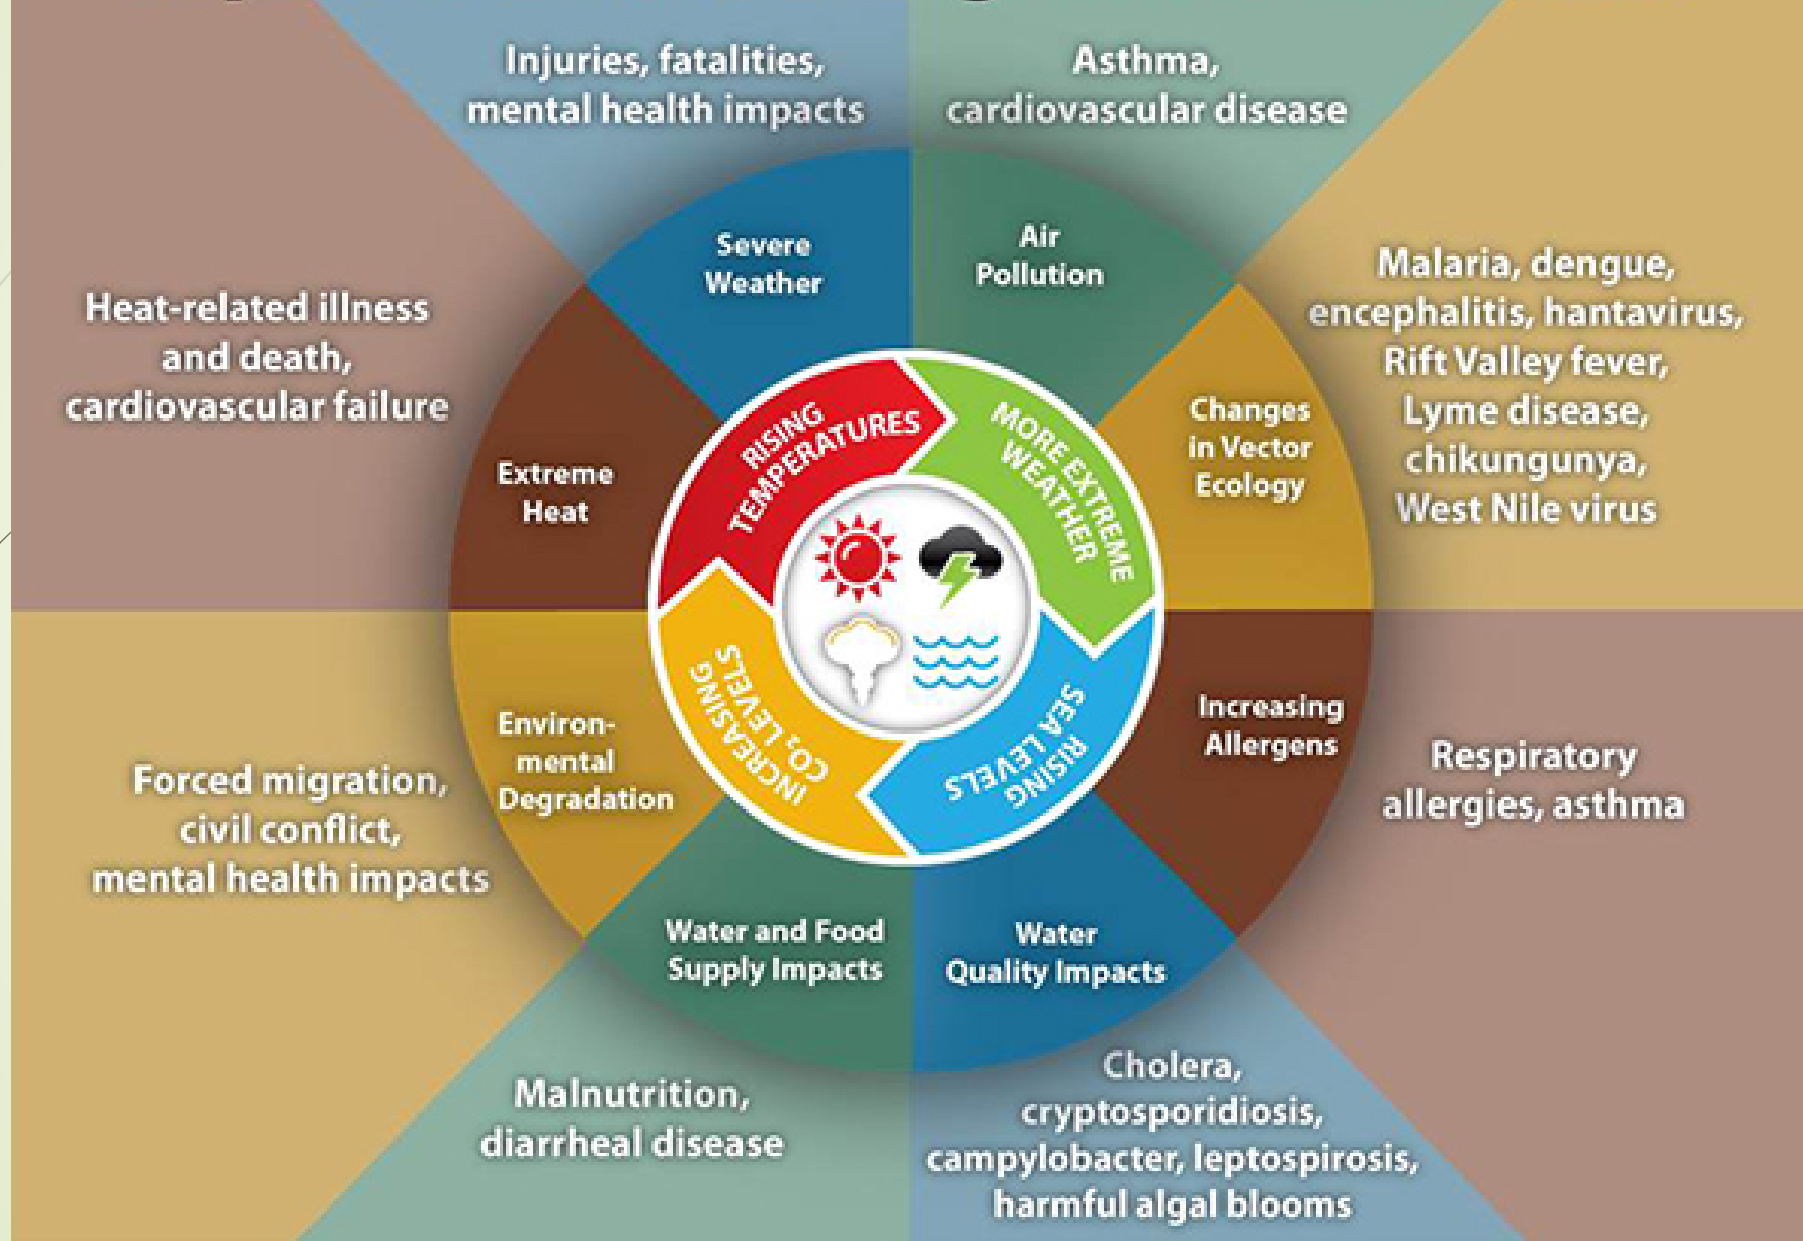 Injuries, fatalities,
mental health impacts
Asthma,
cardiovascular disease
Severe
Weather
Air
Pollution
Heat-related illness
and death,
cardiovascular failure
Malaria, dengue,
encephalitis, hantavirus,
Rift Valley fever,
Lyme disease,
chikungunya,
West Nile virus
Extreme
Heat
Changes
in Vector
Ecology
RISING
TEMPERATURES
MORE EXTREME
WEATHER
INCREASING
CO₂ LEVELS
RISING
SEA LEVELS
Environ-
mental
Degradation
Increasing
Allergens
Forced migration,
civil conflict,
mental health impacts
Respiratory
allergies, asthma
Water and Food
Supply Impacts
Water
Quality Impacts
Malnutrition,
diarrheal disease
Cholera,
cryptosporidiosis,
campylobacter, leptospirosis,
harmful algal blooms